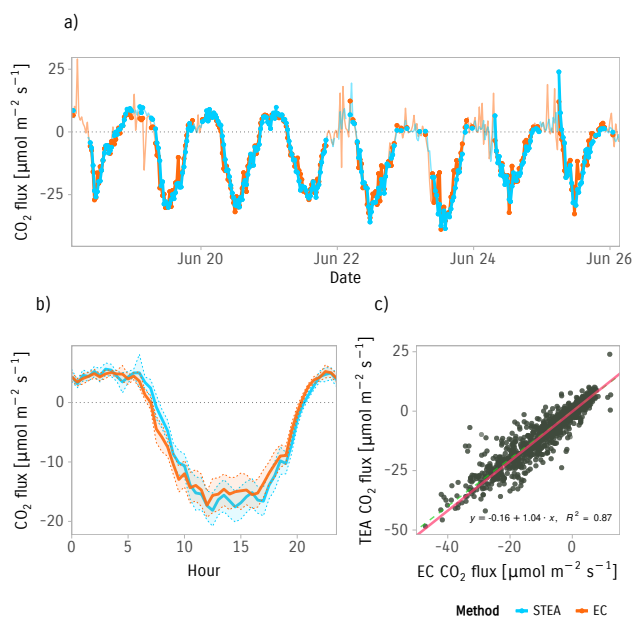 a)
CO₂ flux [µmol m⁻² s⁻¹]
25
0
−25
Jun 20
Jun 22
Jun 24
Jun 26
Date
b)
CO₂ flux [µmol m⁻² s⁻¹]
0
−10
−20
0
5
10
15
20
Hour
c)
TEA CO₂ flux [µmol m⁻² s⁻¹]
25
0
−25
−50
y = -0.16 + 1.04 · x, R² = 0.87
−40
−20
0
20
EC CO₂ flux [µmol m⁻² s⁻¹]
Method STEA EC